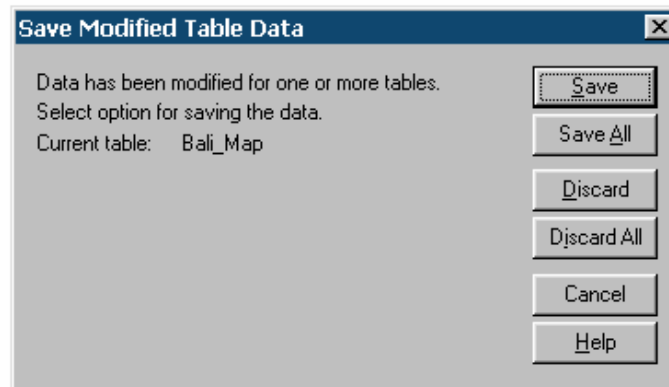 Save Modified Table Data
Data has been modified for one or more tables.
Select option for saving the data.
Current table: Bali_Map
Save
Save All
Discard
Discard All
Cancel
Help